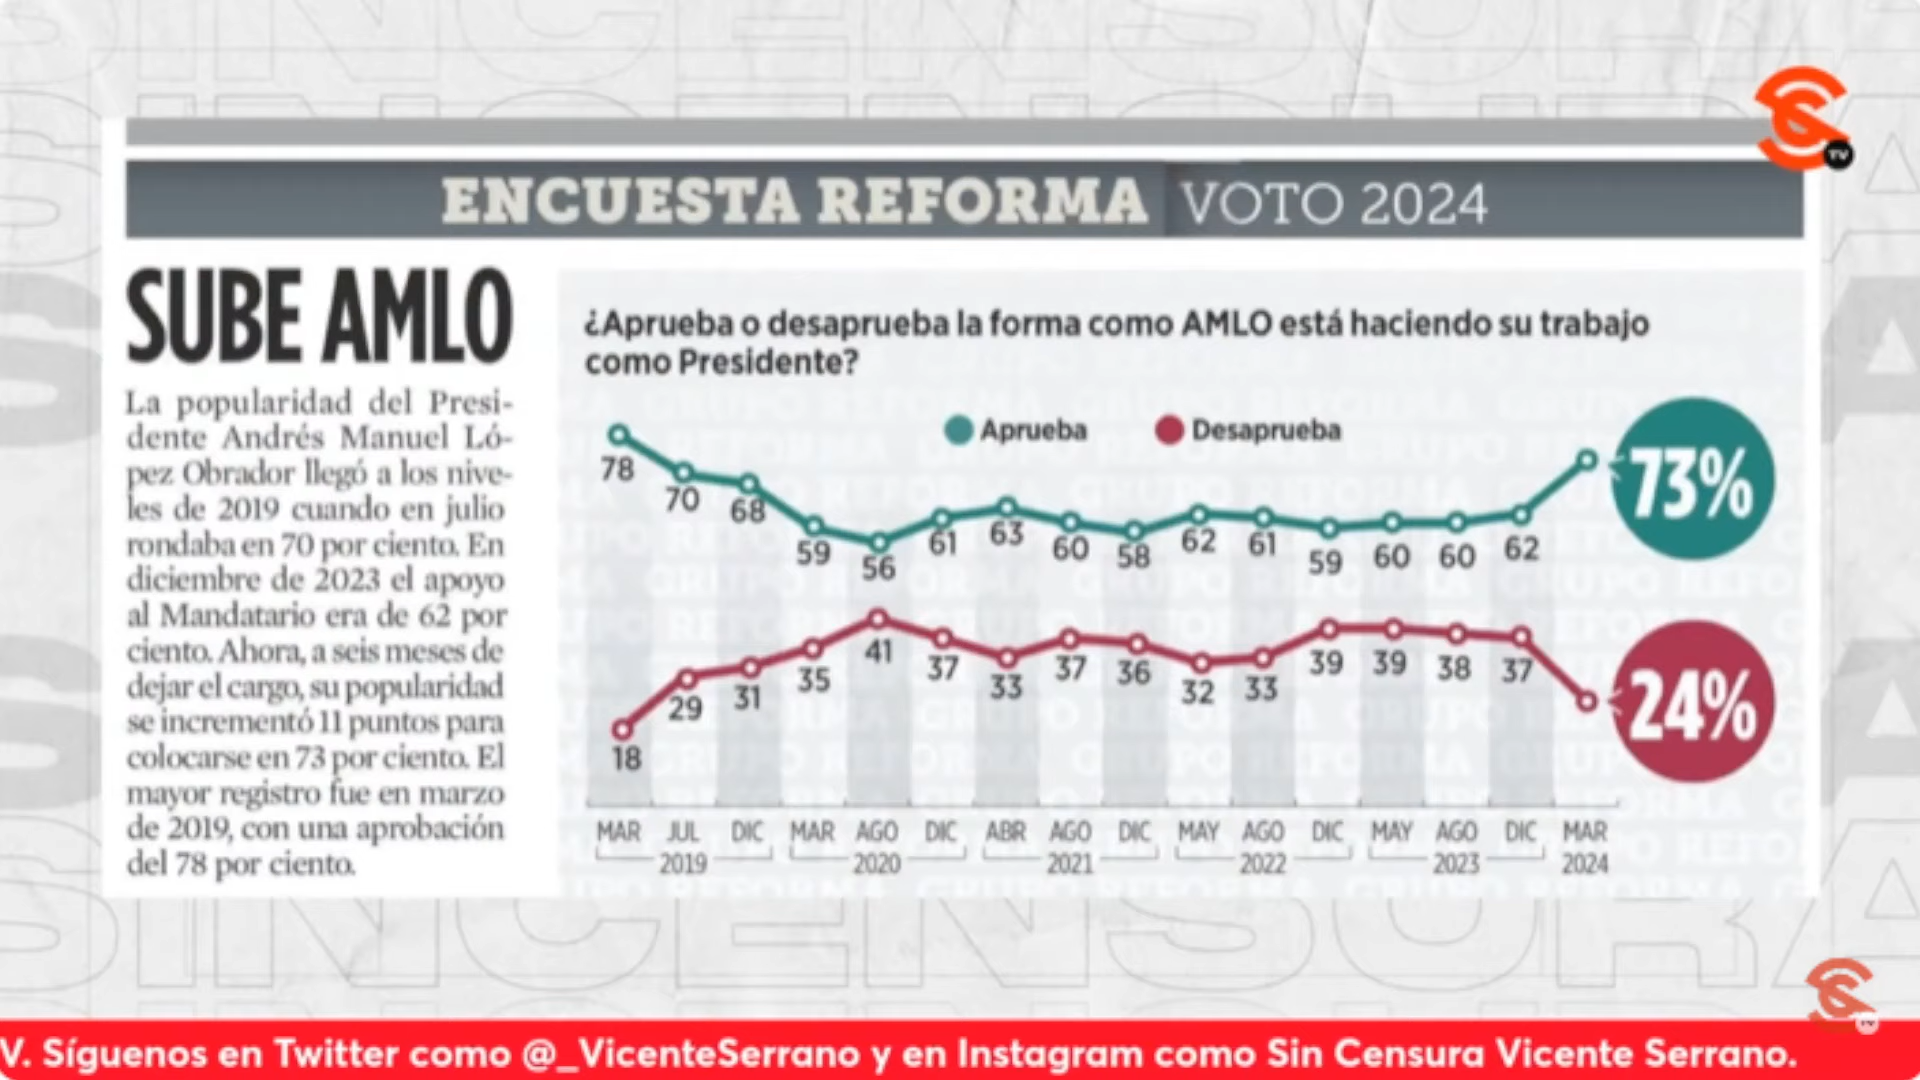 ENCUESTA REFORMA VOTO 2024
SUBE AMLO
La popularidad del Presi-
dente Andrés Manuel Ló-
pez Obrador llegó a los nive-
les de 2019 cuando en julio
rondaba en 70 por ciento. En
diciembre de 2023 el apoyo
al Mandatario era de 62 por
ciento. Ahora, a seis meses de
dejar el cargo, su popularidad
se incrementó 11 puntos para
colocarse en 73 por ciento. El
mayor registro fue en marzo
de 2019, con una aprobación
del 78 por ciento.
¿Aprueba o desaprueba la forma como AMLO está haciendo su trabajo
como Presidente?
Aprueba Desaprueba
78 70 68 59 56 61 63 60 58 62 61 59 60 60 62 73%
18 29 31 35 41 37 33 37 36 32 33 39 39 38 37 24%
MAR JUL DIC MAR AGO DIC ABR AGO DIC MAY AGO DIC MAY AGO DIC MAR
2019 2020 2021 2022 2023 2024
TV
SINCENSURA
TV
V. Síguenos en Twitter como @_VicenteSerrano y en Instagram como Sin Censura Vicente Serrano.